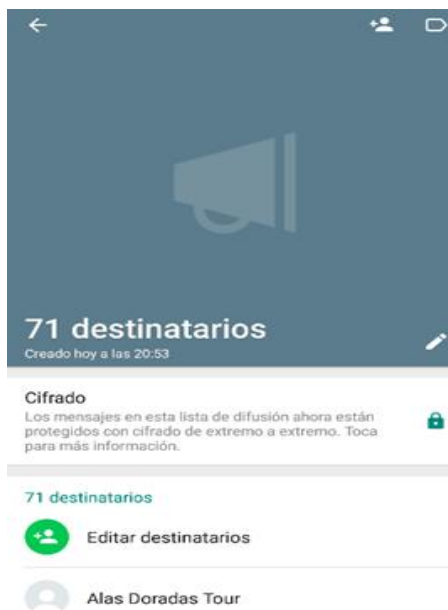 71 destinatarios
Creado hoy a las 20:53
Cifrado
Los mensajes en esta lista de difusión ahora están
protegidos con cifrado de extremo a extremo. Toca
para más información.
71 destinatarios
Editar destinatarios
Alas Doradas Tour